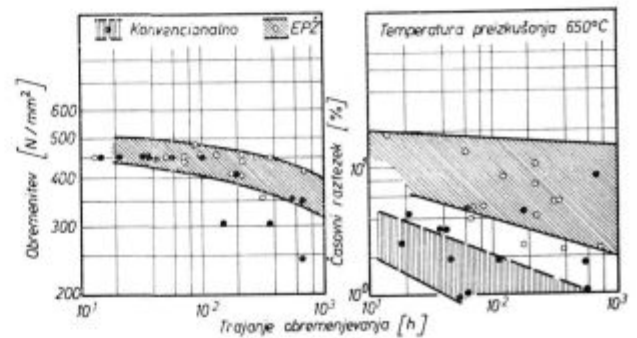 Konvencionalno
EPŽ
Temperatura preizkušanja 650°C
Obremenitev [N/mm²]
600
500
400
300
200
10¹
10²
10³
Časovni raztezek [%]
10¹
10⁰
10¹
10²
10³
Trajanje obremenjevanja [h]